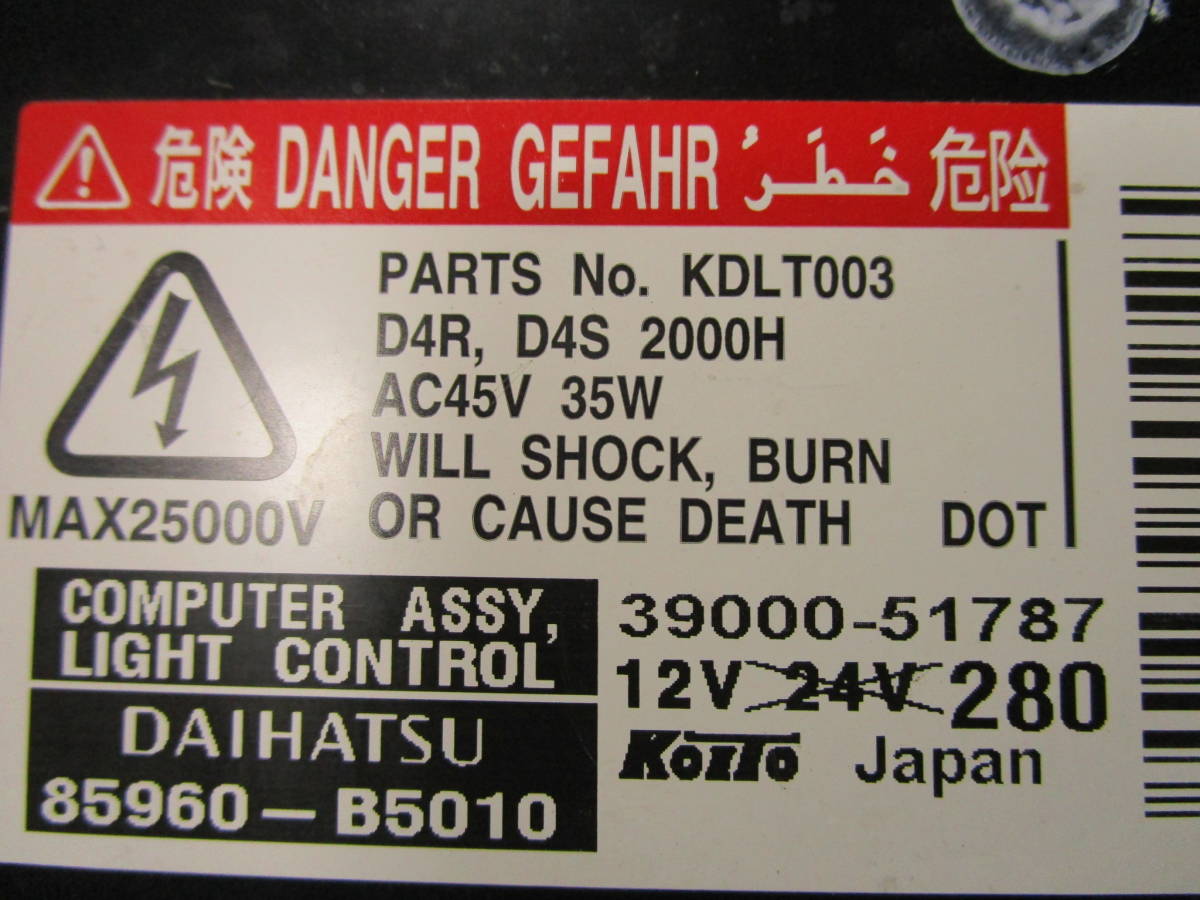 危険 DANGER GEFAHR خَطَرُ 危险
PARTS No. KDLT003
D4R, D4S 2000H
AC45V 35W
WILL SHOCK, BURN
OR CAUSE DEATH DOT
MAX25000V
COMPUTER ASSY,
LIGHT CONTROL
DAIHATSU
85960-B5010
39000-51787
12V 24V 280
KOITO Japan